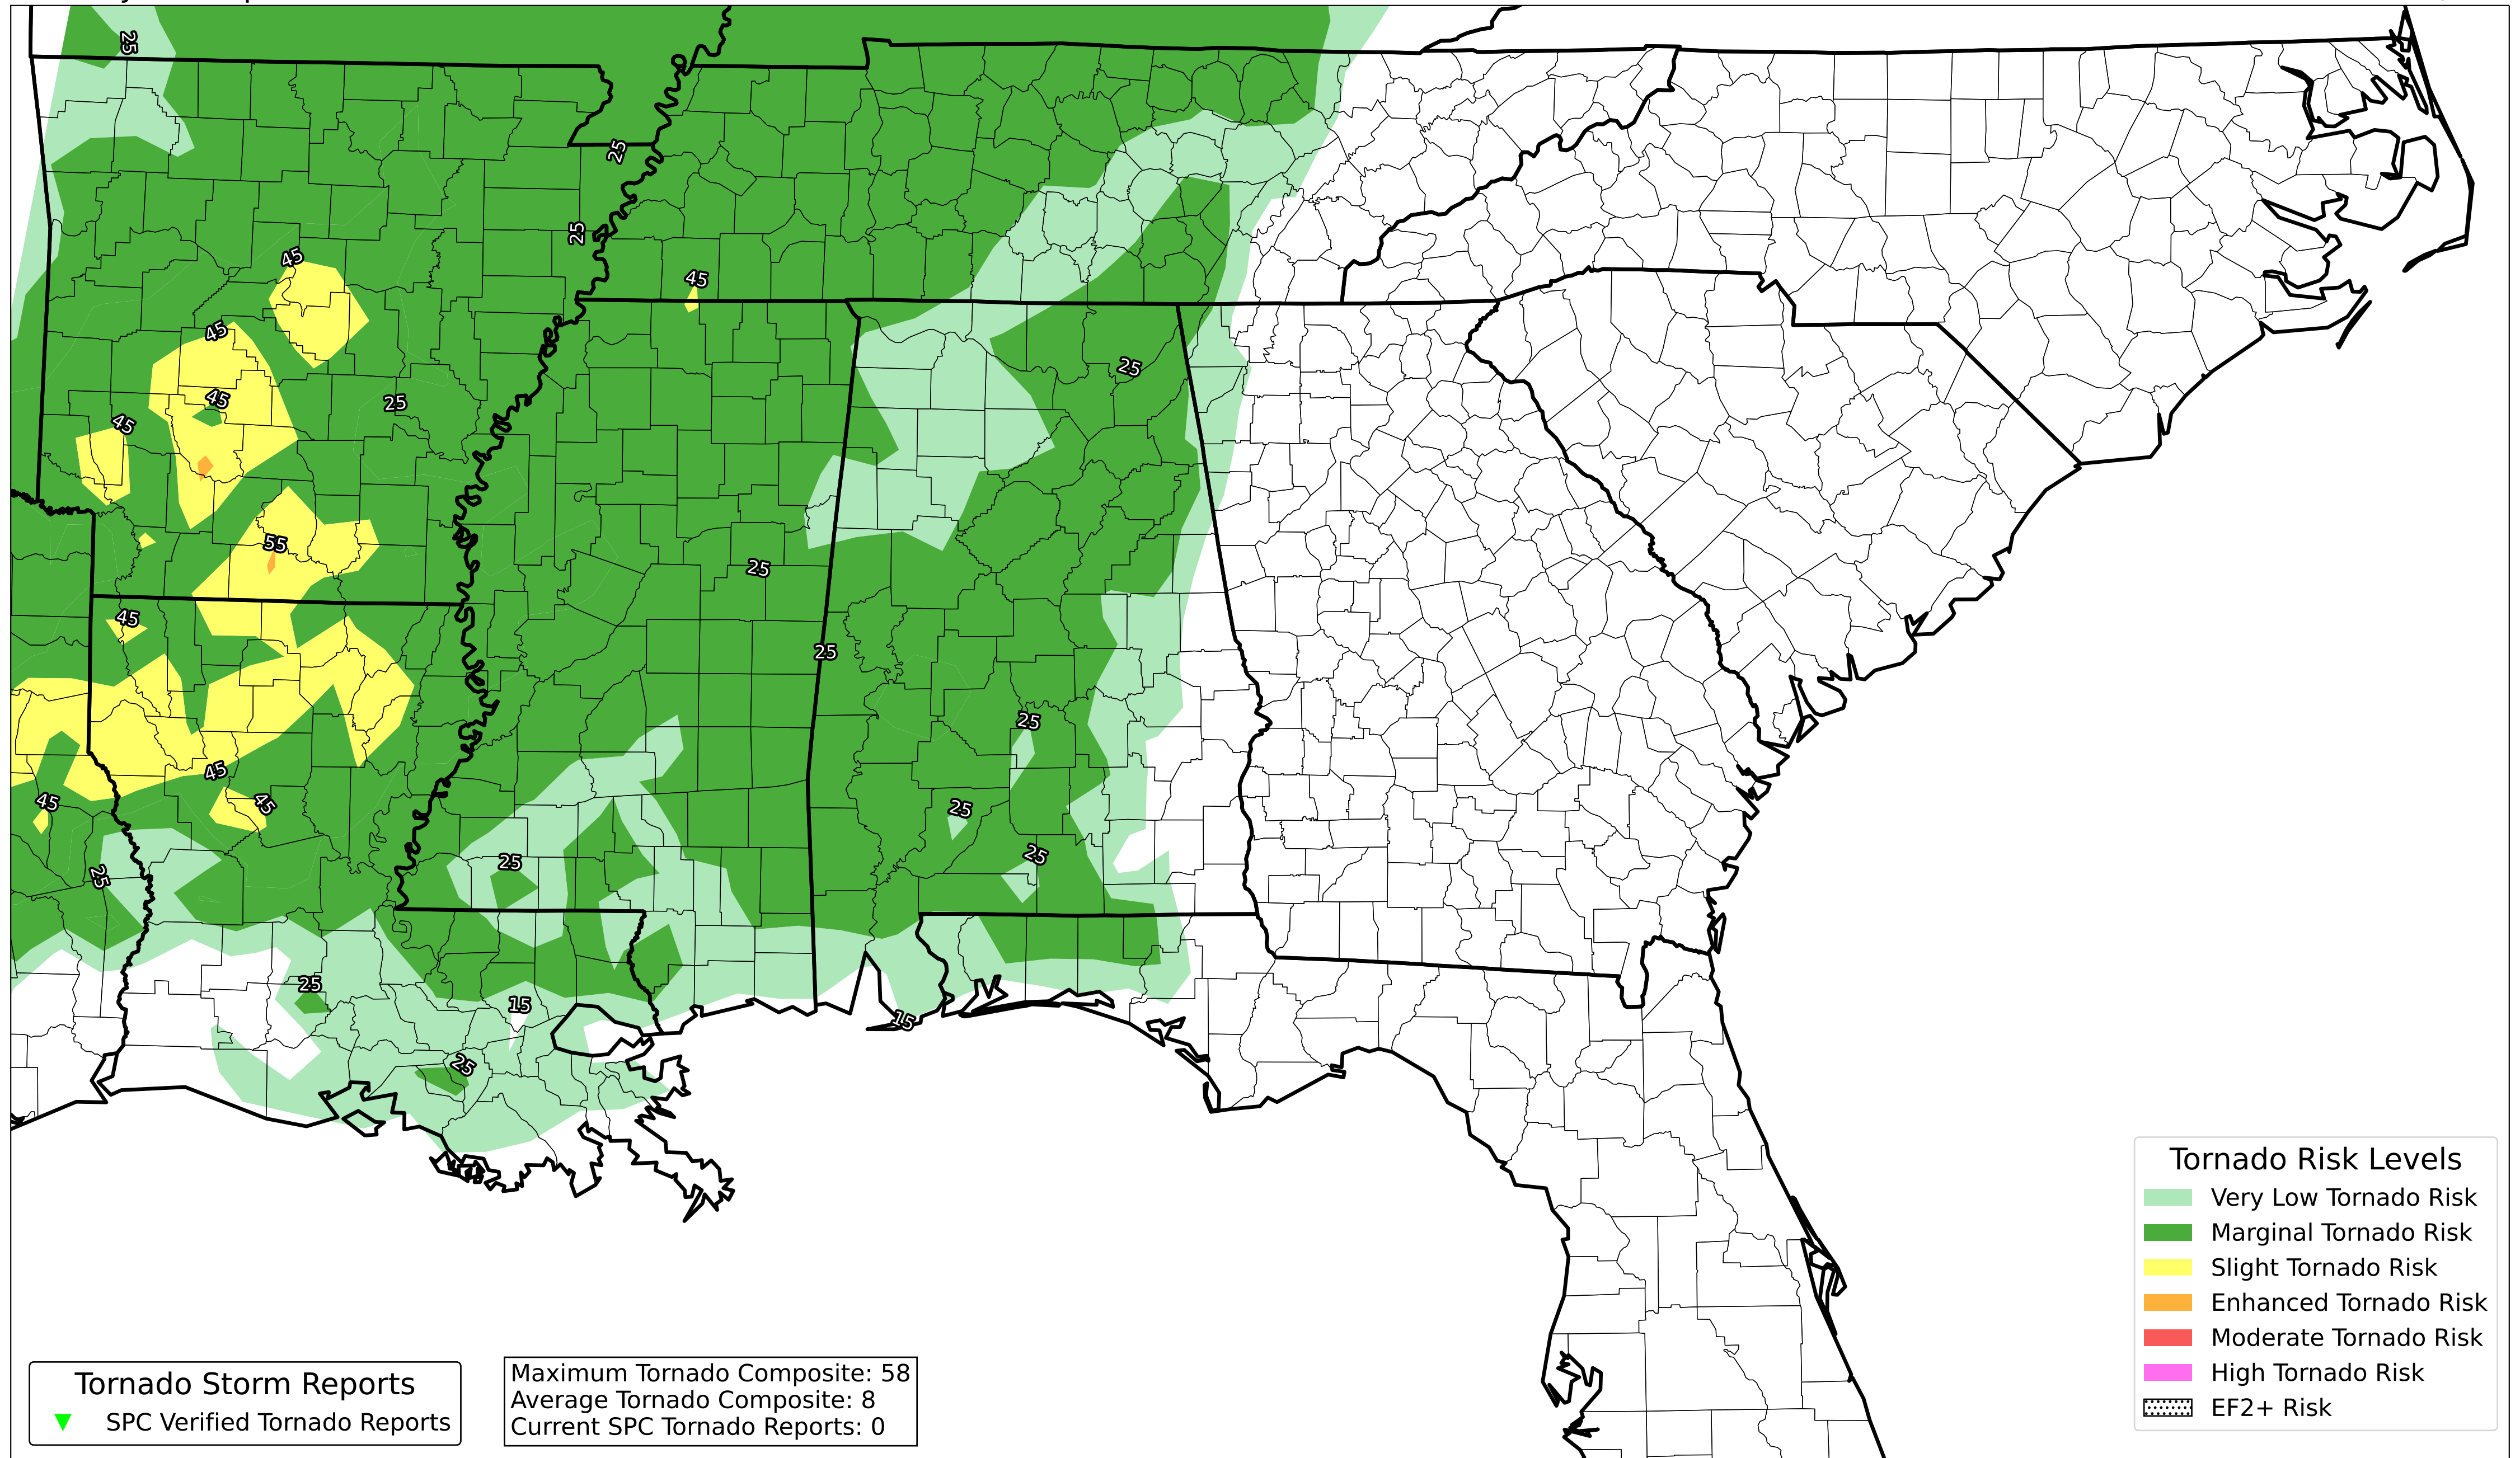 25
25
25
45
45
45
25
45
45
25
55
25
45
25
25
45
45
45
25
25
25
25
25
15
15
25
Tornado Risk Levels
Very Low Tornado Risk
Marginal Tornado Risk
Slight Tornado Risk
Enhanced Tornado Risk
Moderate Tornado Risk
High Tornado Risk
EF2+ Risk
Tornado Storm Reports
SPC Verified Tornado Reports
Maximum Tornado Composite: 58
Average Tornado Composite: 8
Current SPC Tornado Reports: 0